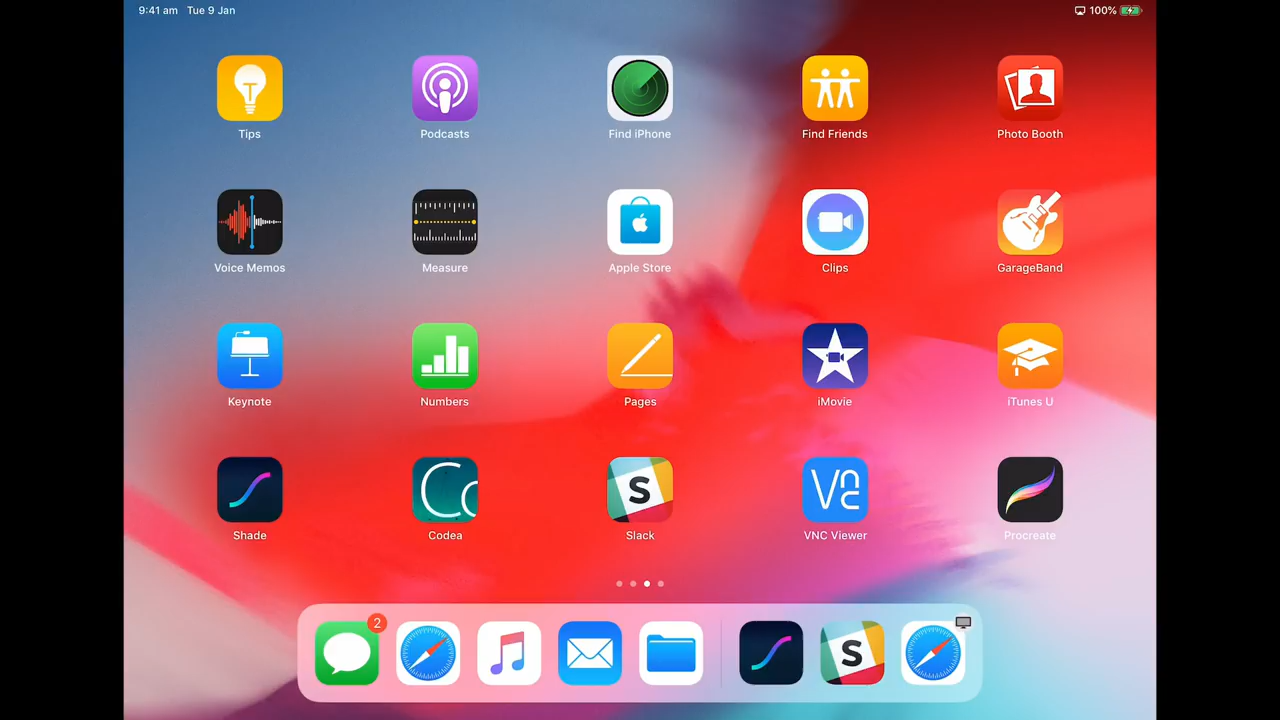 9:41 am Tue 9 Jan
100%
Tips Podcasts Find iPhone Find Friends Photo Booth
Voice Memos Measure Apple Store Clips GarageBand
Keynote Numbers Pages iMovie iTunes U
S VNC
Shade Codea Slack VNC Viewer Procreate
2
S